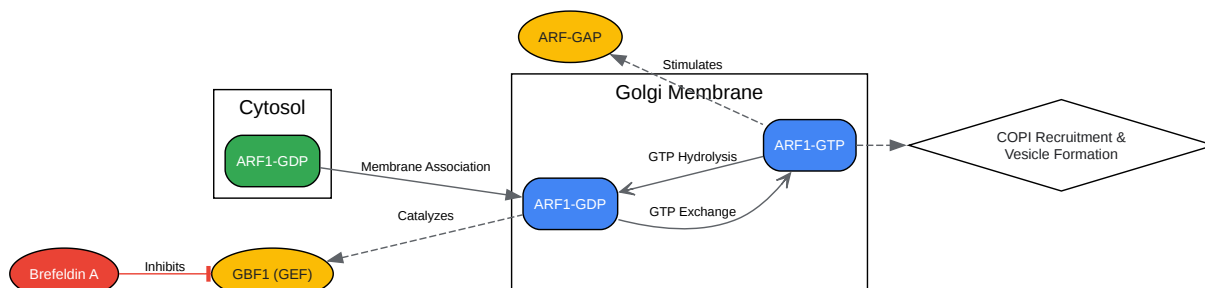 ARF-GAP
Stimulates
Golgi Membrane
Cytosol
ARF1-GDP
Membrane Association
GTP Hydrolysis
ARF1-GTP
COPI Recruitment &
Vesicle Formation
ARF1-GDP
GTP Exchange
Catalyzes
Brefeldin A
Inhibits
GBF1 (GEF)